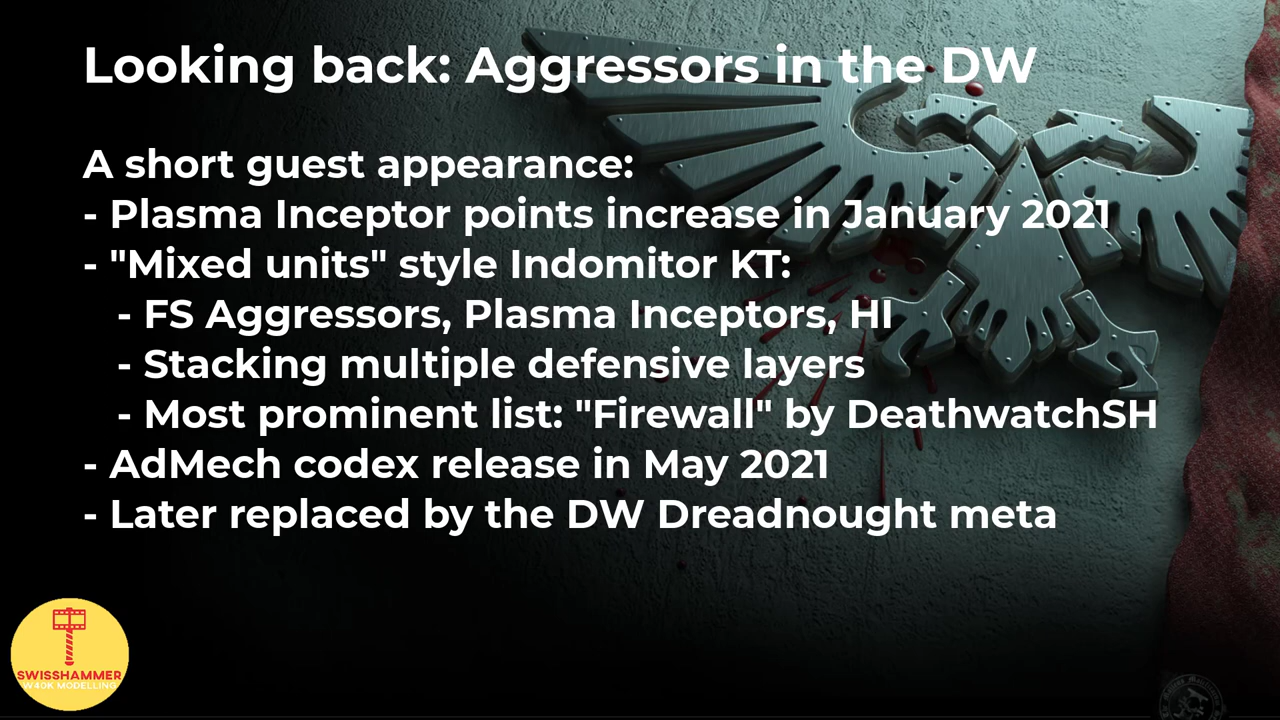 Looking back: Aggressors in the DW
A short guest appearance:
- Plasma Inceptor points increase in January 2021
- "Mixed units" style Indomitor KT:
- FS Aggressors, Plasma Inceptors, HI
- Stacking multiple defensive layers
- Most prominent list: "Firewall" by DeathwatchSH
- AdMech codex release in May 2021
- Later replaced by the DW Dreadnought meta
SWISSHAMMER
W40K MODELLING